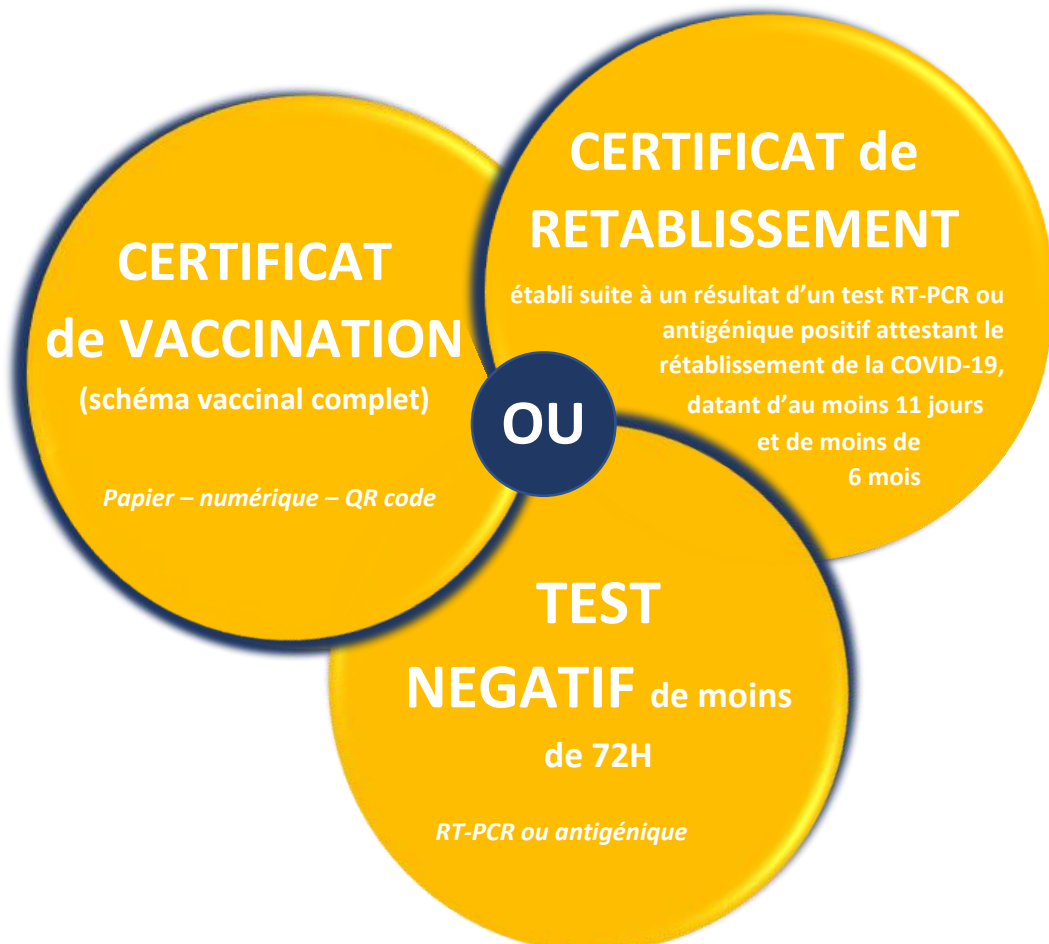 CERTIFICAT
de VACCINATION
(schéma vaccinal complet)
Papier – numérique – QR code
OU
CERTIFICAT de
RETABLISSEMENT
établi suite à un résultat d’un test RT-PCR ou
antigénique positif attestant le
rétablissement de la COVID-19,
datant d’au moins 11 jours
et de moins de
6 mois
TEST
NEGATIF de moins
de 72H
RT-PCR ou antigénique